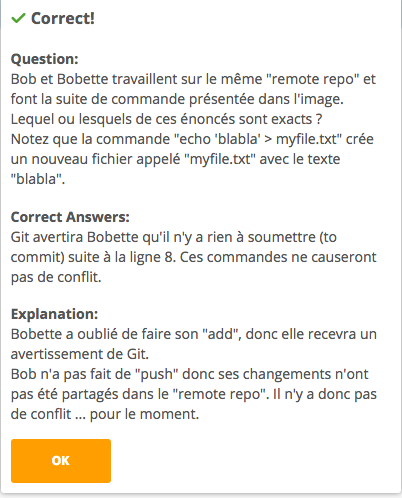 Correct!
Question:
Bob et Bobette travaillent sur le même "remote repo" et
font la suite de commande présentée dans l'image.
Lequel ou lesquels de ces énoncés sont exacts ?
Notez que la commande "echo 'blabla' > myfile.txt" crée
un nouveau fichier appelé "myfile.txt" avec le texte
"blabla".
Correct Answers:
Git avertira Bobette qu'il n'y a rien à soumettre (to
commit) suite à la ligne 8. Ces commandes ne causeront
pas de conflit.
Explanation:
Bobette a oublié de faire son "add", donc elle recevra un
avertissement de Git.
Bob n'a pas fait de "push" donc ses changements n'ont
pas été partagés dans le "remote repo". Il n'y a donc pas
de conflit ... pour le moment.
OK